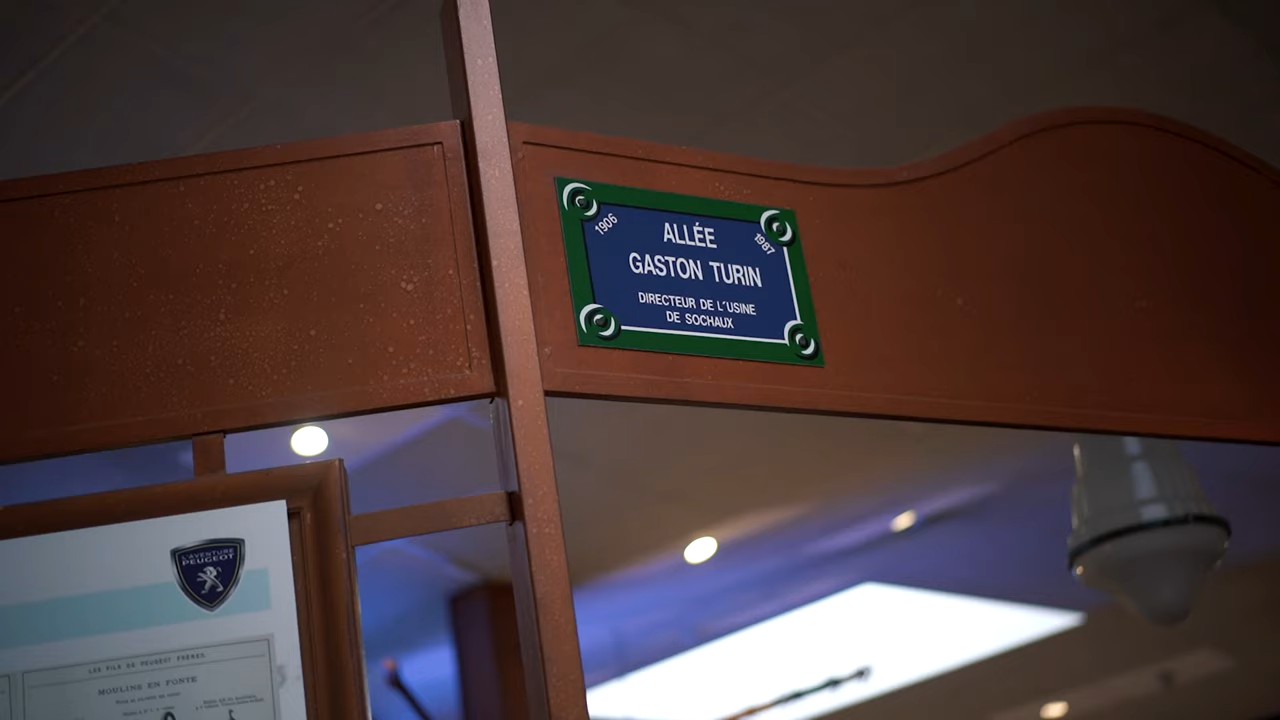 1906
1987
ALLÉE
GASTON TURIN
DIRECTEUR DE L'USINE
DE SOCHAUX
L'AVENTURE
PEUGEOT
LES FILS DE PEUGEOT FRÈRES
MOULINS EN FONTE